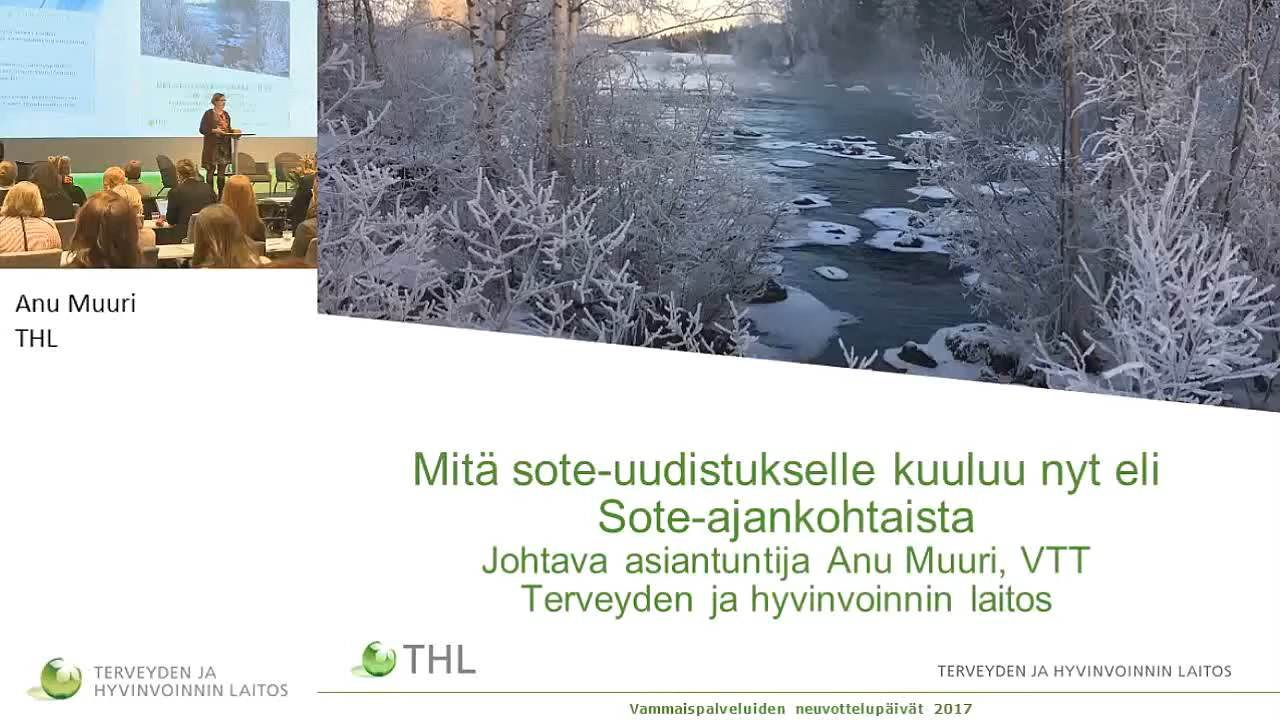 Anu Muuri
THL
Mitä sote-uudistukselle kuuluu nyt eli
Sote-ajankohtaista
Johtava asiantuntija Anu Muuri, VTT
Terveyden ja hyvinvoinnin laitos
TERVEYDEN JA
HYVINVOINNIN LAITOS
THL
TERVEYDEN JA HYVINVOINNIN LAITOS
Vammaispalveluiden neuvottelupäivät 2017